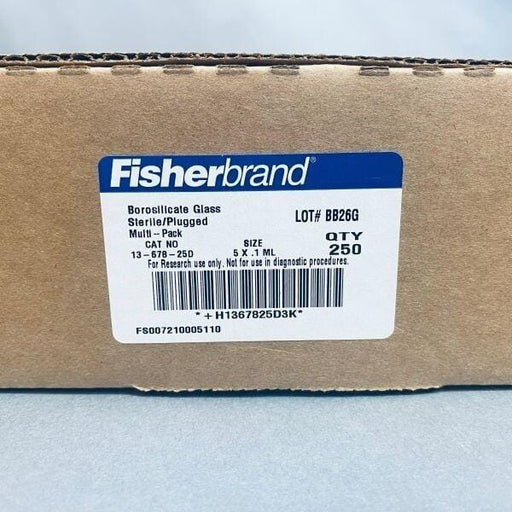 Fisherbrand®
Borosilicate Glass
Sterile/Plugged
Multi-Pack
LOT# BB26G
CAT NO SIZE QTY
13-678-25D 5 X .1 ML 250
For Research use only. Not for use in diagnostic procedures.
*+H1367825D3K*
FS007210005110